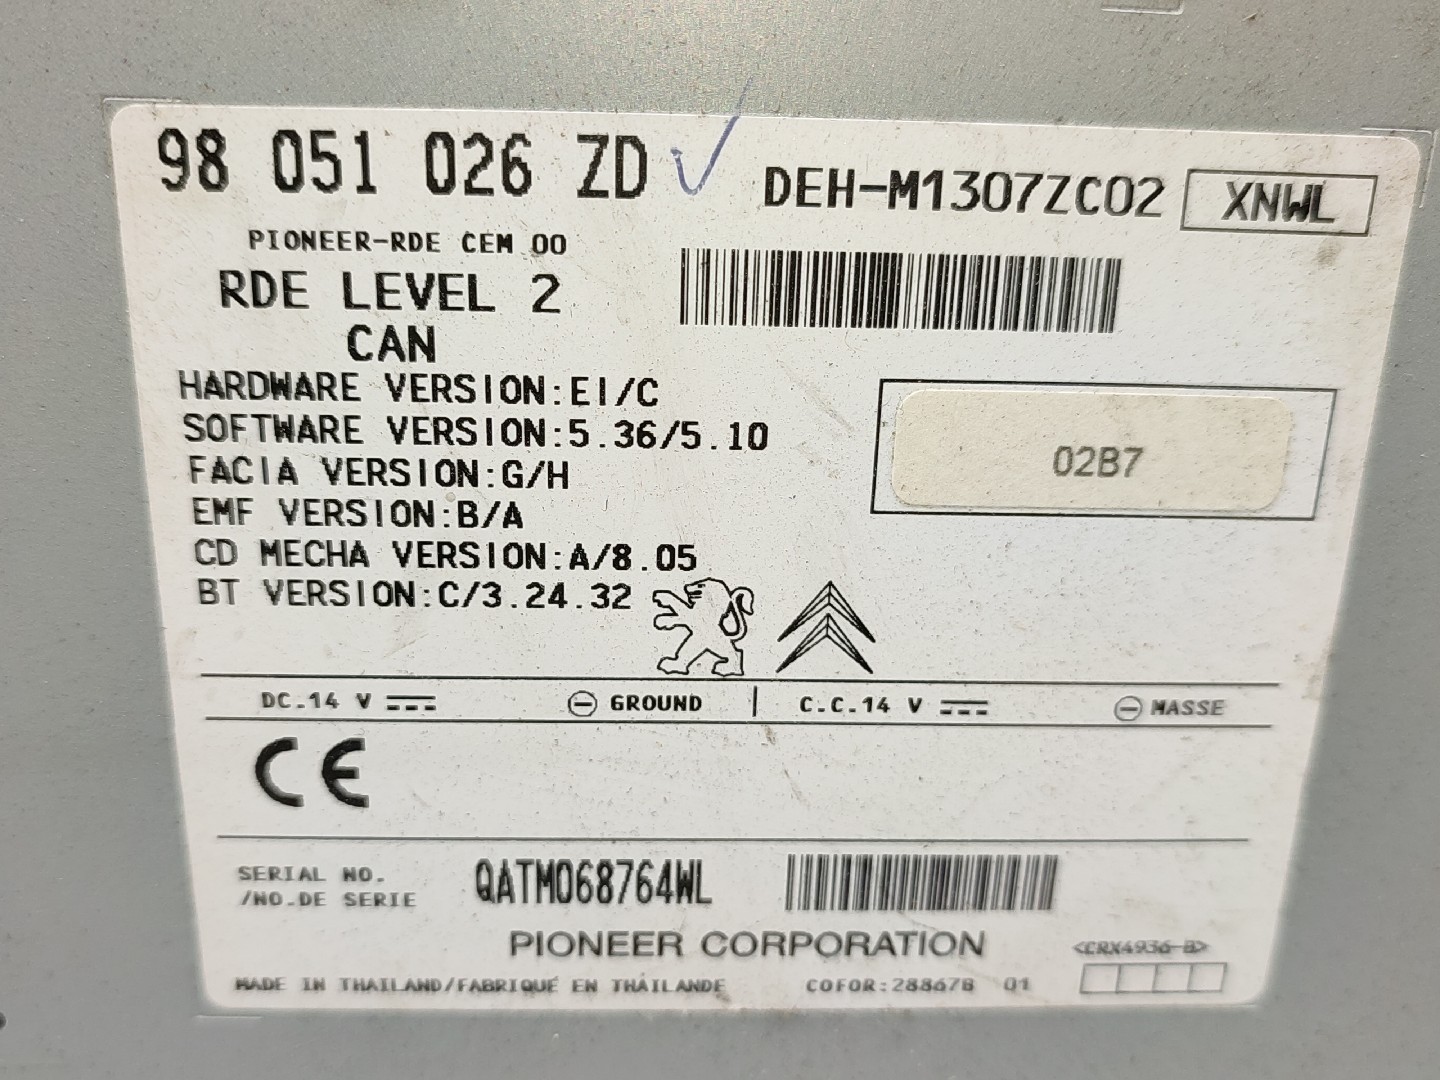 98 051 026 ZD
DEH-M1307ZC02 XNWL
PIONEER-RDE CEM 00
RDE LEVEL 2
CAN
HARDWARE VERSION:EI/C
SOFTWARE VERSION:5.36/5.10
FACIA VERSION:G/H
EMF VERSION:B/A
CD MECHA VERSION:A/8.05
BT VERSION:C/3.24.32
02B7
DC.14 V GROUND | C.C.14 V MASSE
CE
SERIAL NO.
/NO.DE SERIE
QATM068764WL
PIONEER CORPORATION
<CRX4936-B>
MADE IN THAILAND/FABRIQUÉ EN THAÏLANDE COFOR:28867B 01